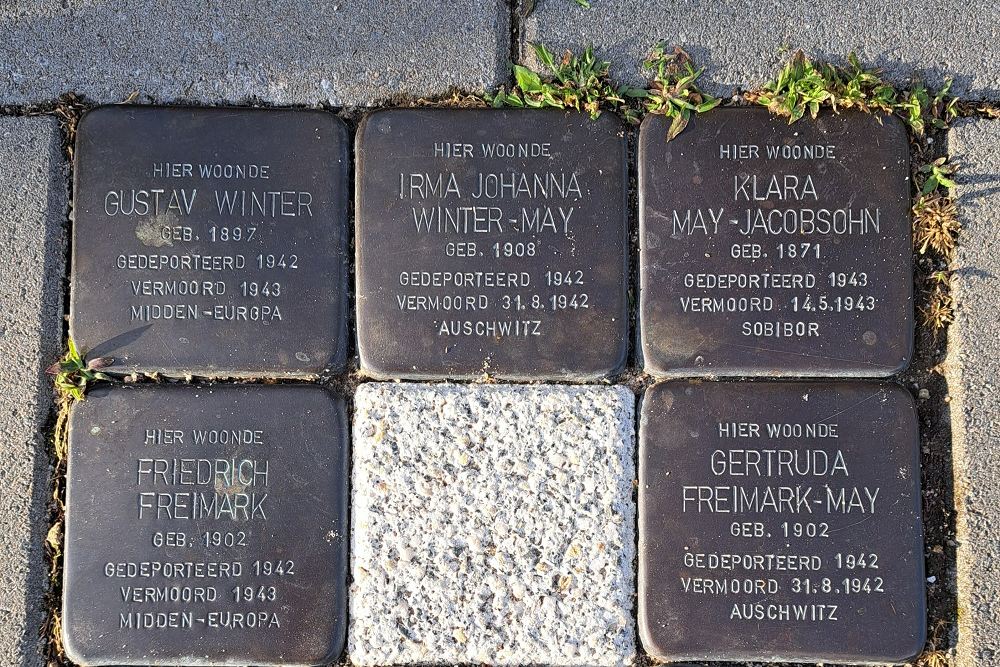 HIER WOONDE
GUSTAV WINTER
GEB. 1897
GEDEPORTEERD 1942
VERMOORD 1943
MIDDEN-EUROPA
HIER WOONDE
IRMA JOHANNA
WINTER-MAY
GEB. 1908
GEDEPORTEERD 1942
VERMOORD 31.8.1942
AUSCHWITZ
HIER WOONDE
KLARA
MAY-JACOBSOHN
GEB. 1871
GEDEPORTEERD 1943
VERMOORD 14.5.1943
SOBIBOR
HIER WOONDE
FRIEDRICH
FREIMARK
GEB. 1902
GEDEPORTEERD 1942
VERMOORD 1943
MIDDEN-EUROPA
HIER WOONDE
GERTRUDA
FREIMARK-MAY
GEB. 1902
GEDEPORTEERD 1942
VERMOORD 31.8.1942
AUSCHWITZ